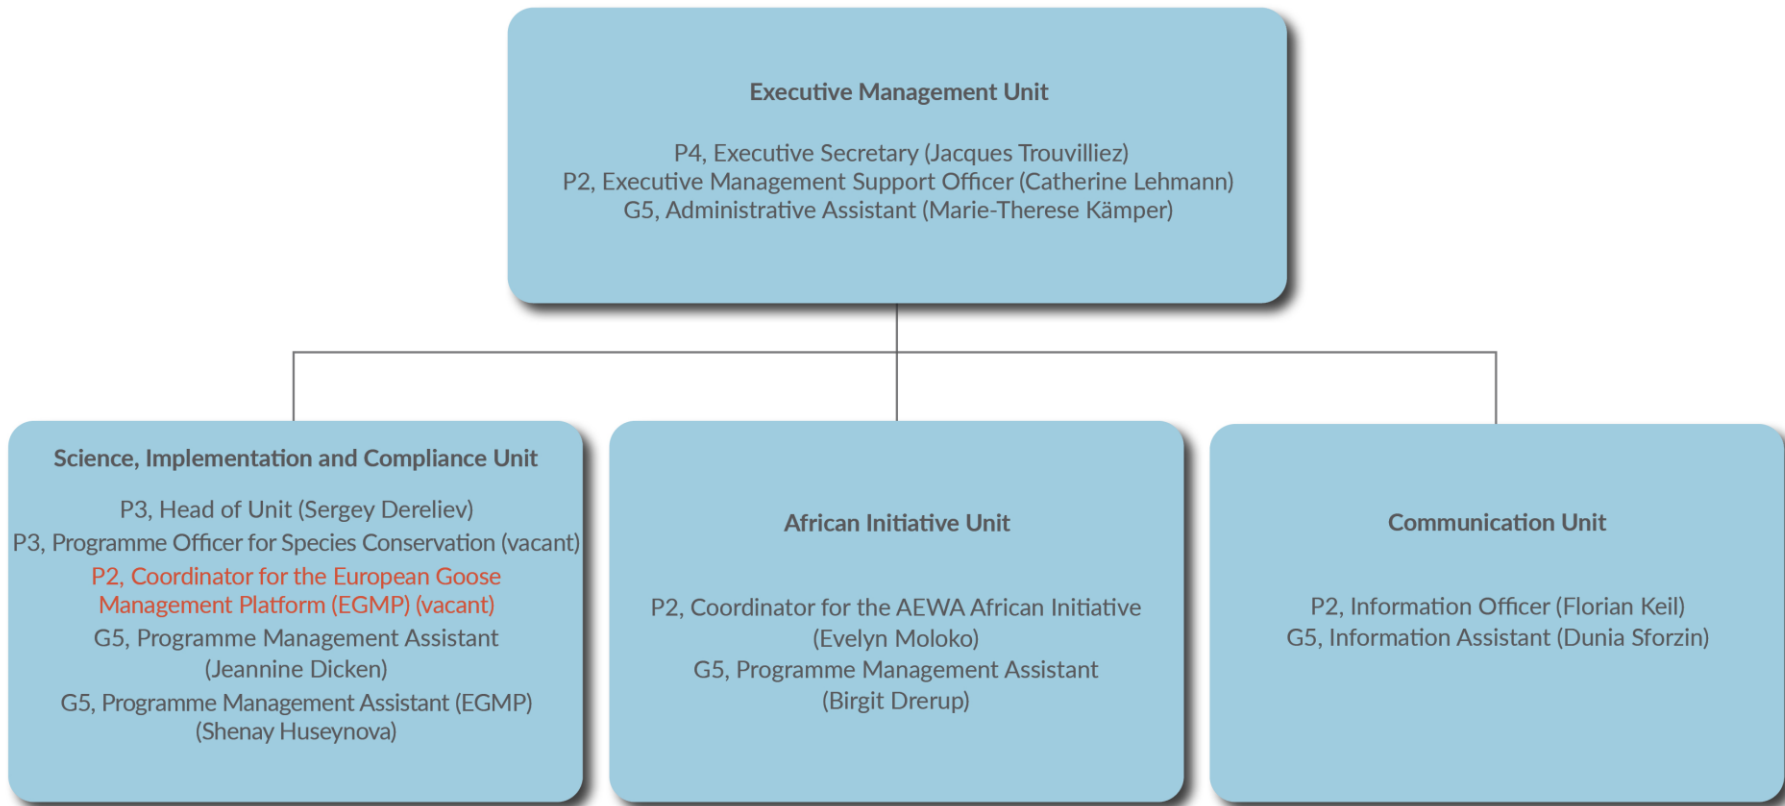 Executive Management Unit
P4, Executive Secretary (Jacques Trouvilliez)
P2, Executive Management Support Officer (Catherine Lehmann)
G5, Administrative Assistant (Marie-Therese Kämper)
Science, Implementation and Compliance Unit
P3, Head of Unit (Sergey Dereliev)
P3, Programme Officer for Species Conservation (vacant)
P2, Coordinator for the European Goose
Management Platform (EGMP) (vacant)
G5, Programme Management Assistant
(Jeannine Dicken)
G5, Programme Management Assistant (EGMP)
(Shenay Huseynova)
African Initiative Unit
P2, Coordinator for the AEWA African Initiative
(Evelyn Moloko)
G5, Programme Management Assistant
(Birgit Drerup)
Communication Unit
P2, Information Officer (Florian Keil)
G5, Information Assistant (Dunia Sforzin)